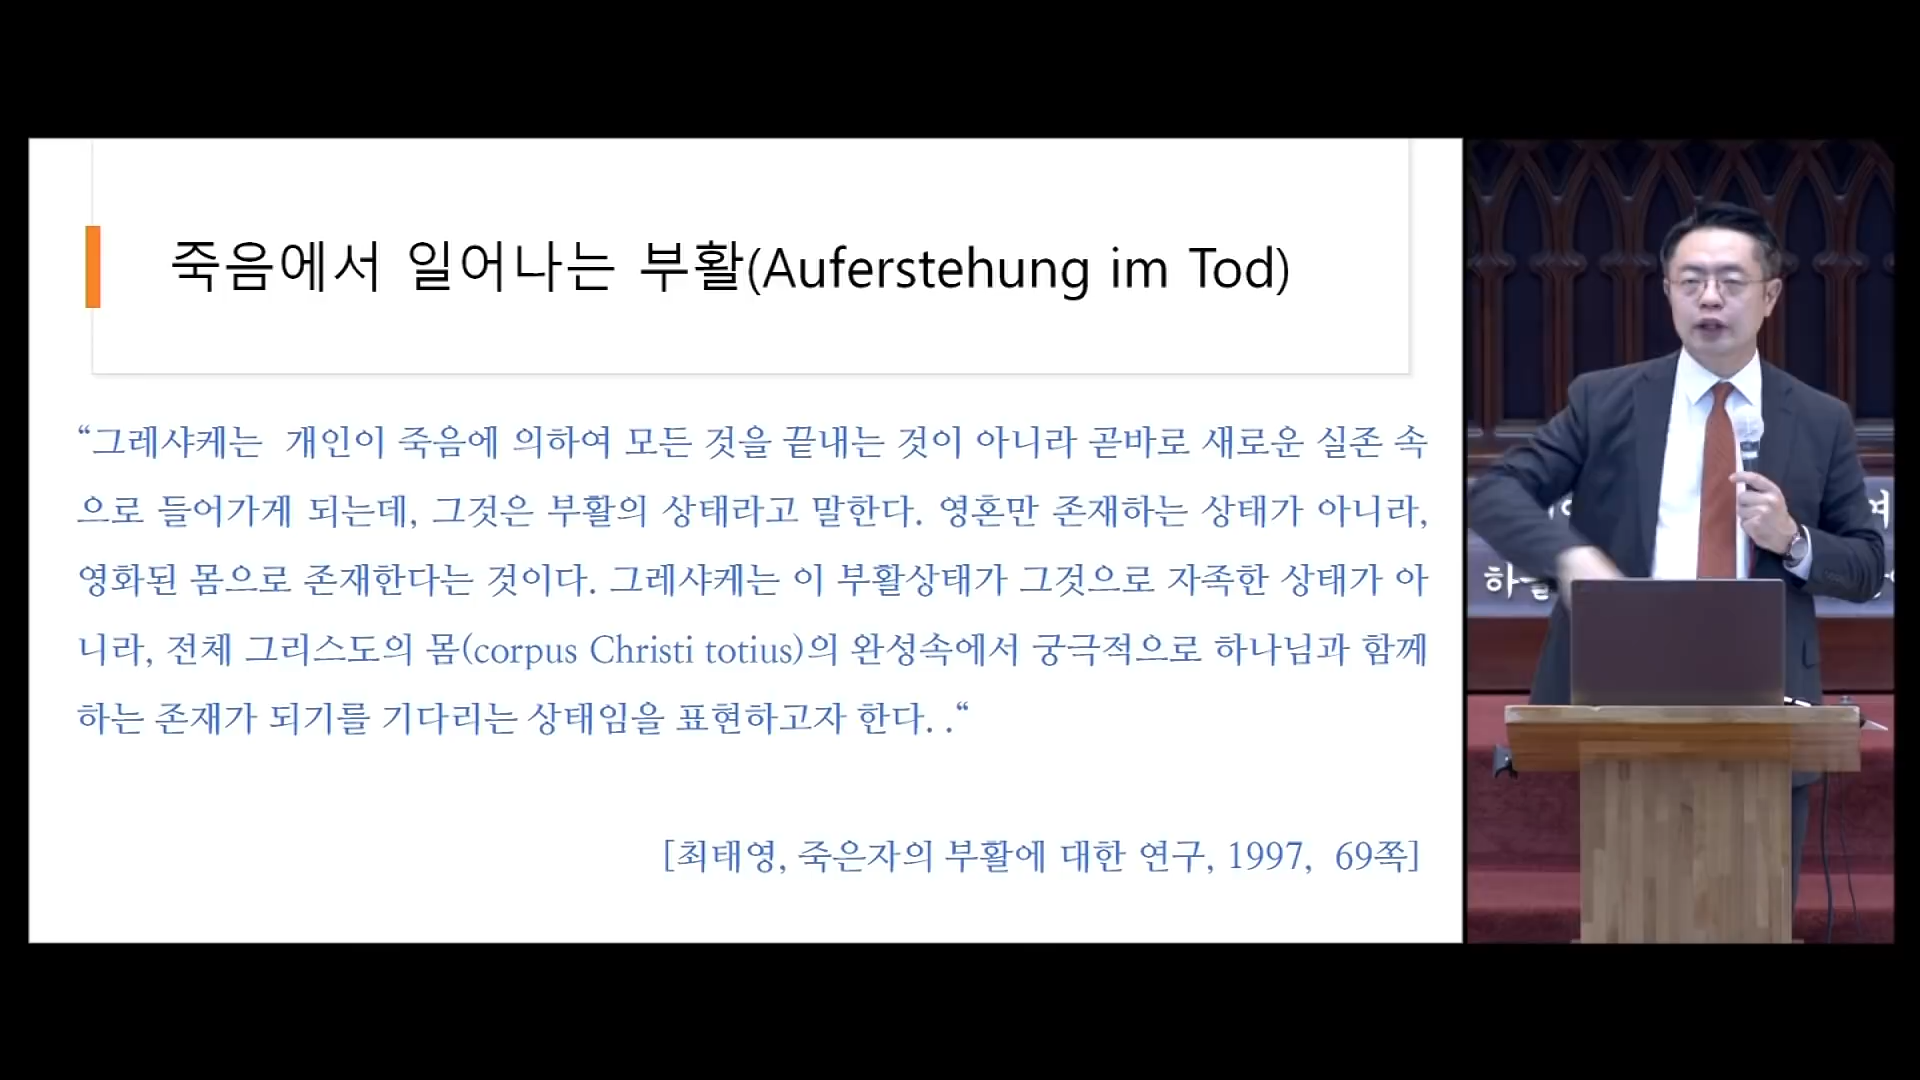 죽음에서 일어나는 부활(Auferstehung im Tod)
“그레샤케는 개인이 죽음에 의하여 모든 것을 끝내는 것이 아니라 곧바로 새로운 실존 속
으로 들어가게 되는데, 그것은 부활의 상태라고 말한다. 영혼만 존재하는 상태가 아니라,
영화된 몸으로 존재한다는 것이다. 그레샤케는 이 부활상태가 그것으로 자족한 상태가 아
니라, 전체 그리스도의 몸(corpus Christi totius)의 완성속에서 궁극적으로 하나님과 함께
하는 존재가 되기를 기다리는 상태임을 표현하고자 한다. .“
[최태영, 죽은자의 부활에 대한 연구, 1997, 69쪽]